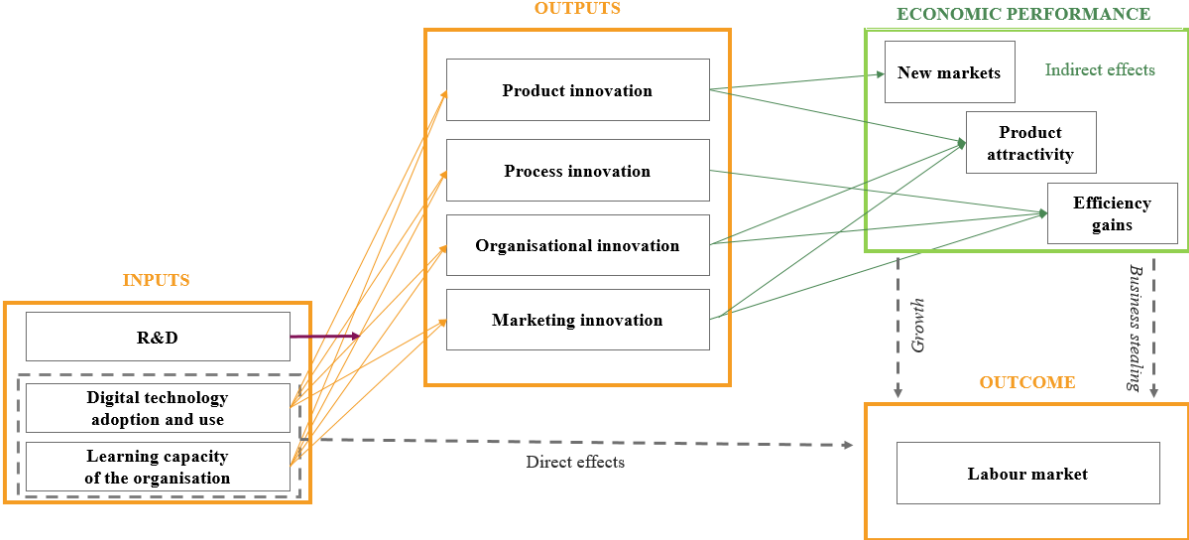 INPUTS
R&D
Digital technology
adoption and use
Learning capacity
of the organisation
OUTPUTS
Product innovation
Process innovation
Organisational innovation
Marketing innovation
ECONOMIC PERFORMANCE
New markets
Indirect effects
Product
attractivity
Efficiency
gains
Growth
Business stealing
Direct effects
OUTCOME
Labour market